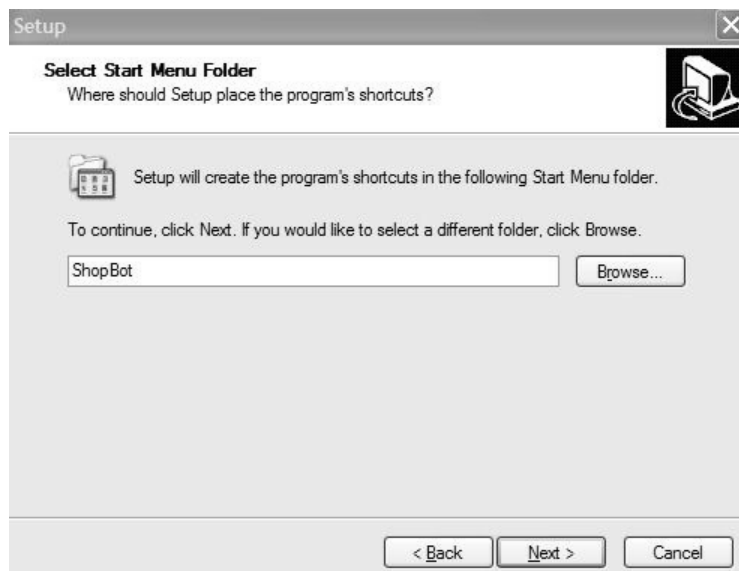 Setup
Select Start Menu Folder
Where should Setup place the program's shortcuts?
Setup will create the program's shortcuts in the following Start Menu folder.
To continue, click Next. If you would like to select a different folder, click Browse.
ShopBot
Browse...
< Back
Next >
Cancel